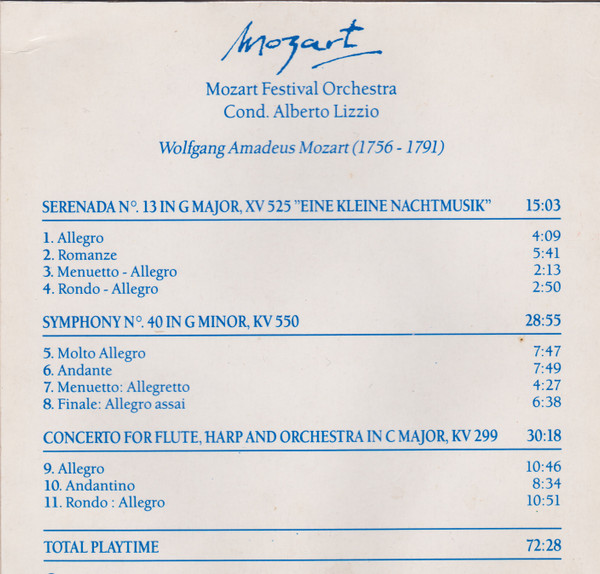 Mozart
Mozart Festival Orchestra
Cond. Alberto Lizzio
Wolfgang Amadeus Mozart (1756 - 1791)
SERENADA N°. 13 IN G MAJOR, XV 525 "EINE KLEINE NACHTMUSIK" 15:03
1. Allegro 4:09
2. Romanze 5:41
3. Menuetto - Allegro 2:13
4. Rondo - Allegro 2:50
SYMPHONY N°. 40 IN G MINOR, KV 550 28:55
5. Molto Allegro 7:47
6. Andante 7:49
7. Menuetto: Allegretto 4:27
8. Finale: Allegro assai 6:38
CONCERTO FOR FLUTE, HARP AND ORCHESTRA IN C MAJOR, KV 299 30:18
9. Allegro 10:46
10. Andantino 8:34
11. Rondo : Allegro 10:51
TOTAL PLAYTIME 72:28